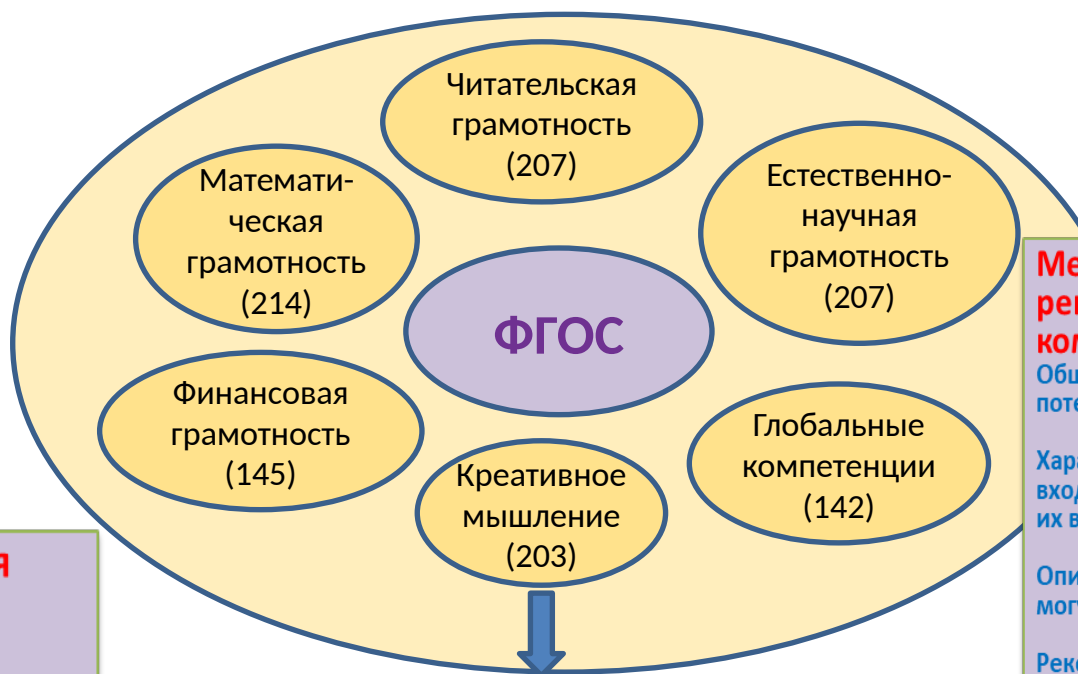 Читательская
грамотность
(207)
Математи-
ческая
грамотность
(214)
Естественно-
научная
грамотность
(207)
ФГОС
Финансовая
грамотность
(145)
Креативное
мышление
(203)
Глобальные
компетенции
(142)